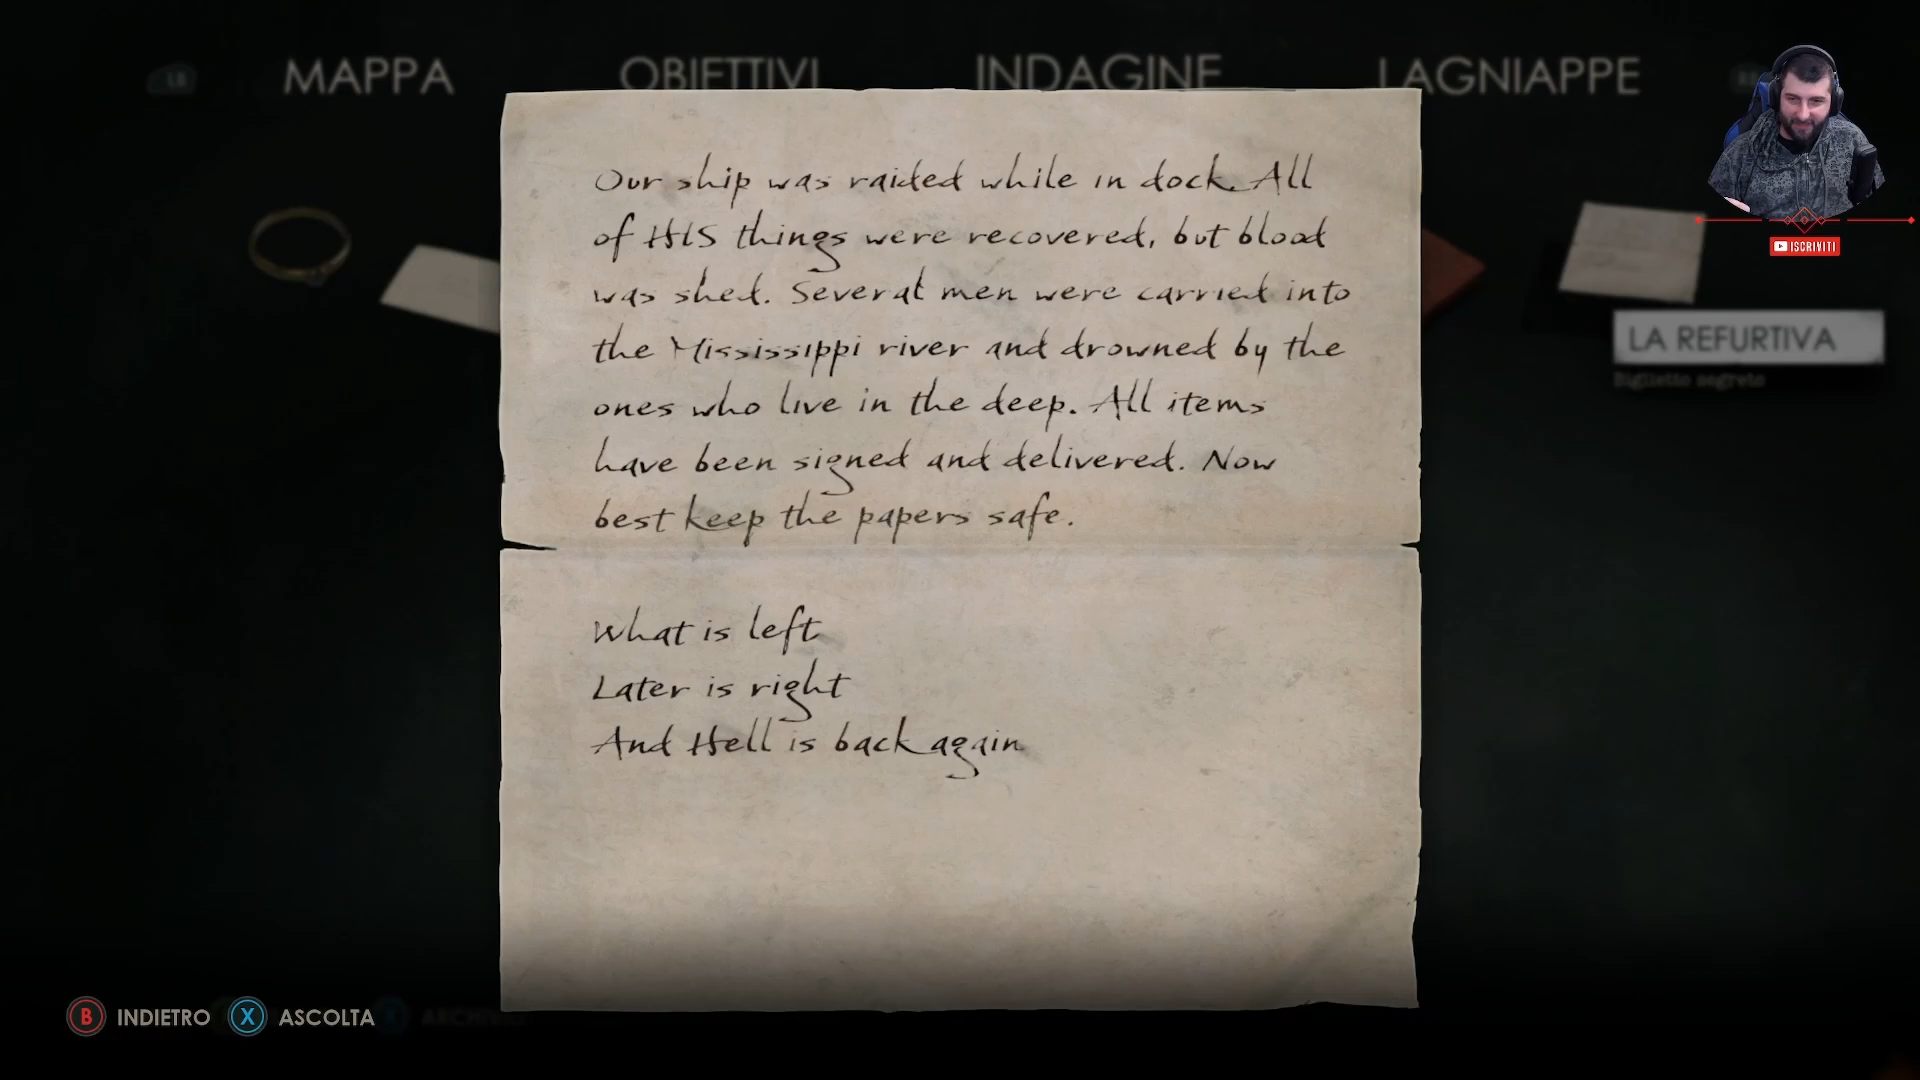 MAPPA OBIETTIVI INDAGINE LAGNIAPPE
Our ship was raided while in dock. All
of HIS things were recovered, but blood
was shed. Several men were carried into
the Mississippi river and drowned by the
ones who live in the deep. All items
have been signed and delivered. Now
best keep the papers safe.
What is left
Later is right
And Hell is back again
ISCRIVITI
LA REFURTIVA
Biglietto segreto
B INDIETRO X ASCOLTA